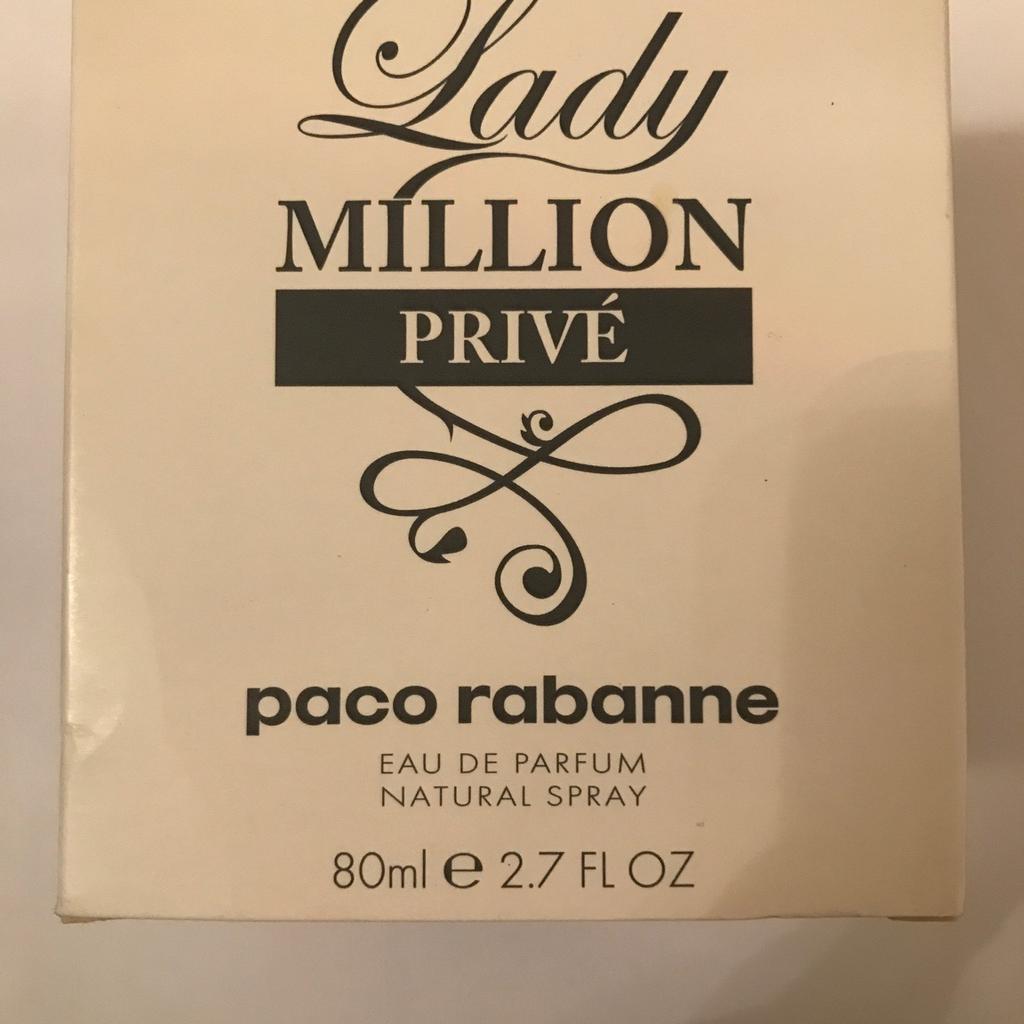 Lady
MILLION
PRIVÉ
paco rabanne
EAU DE PARFUM
NATURAL SPRAY
80ml ℮ 2.7 FL OZ